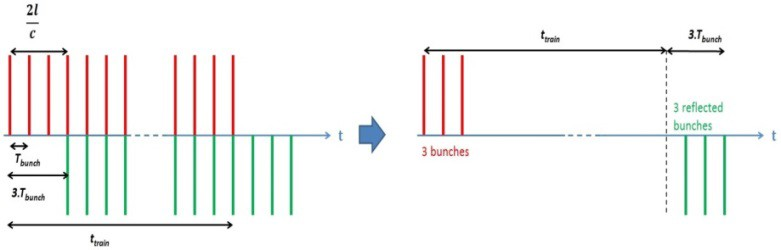 2l
c
t
T_bunch
3.T_bunch
t_train
t_train
3.T_bunch
3 reflected
bunches
3 bunches
t